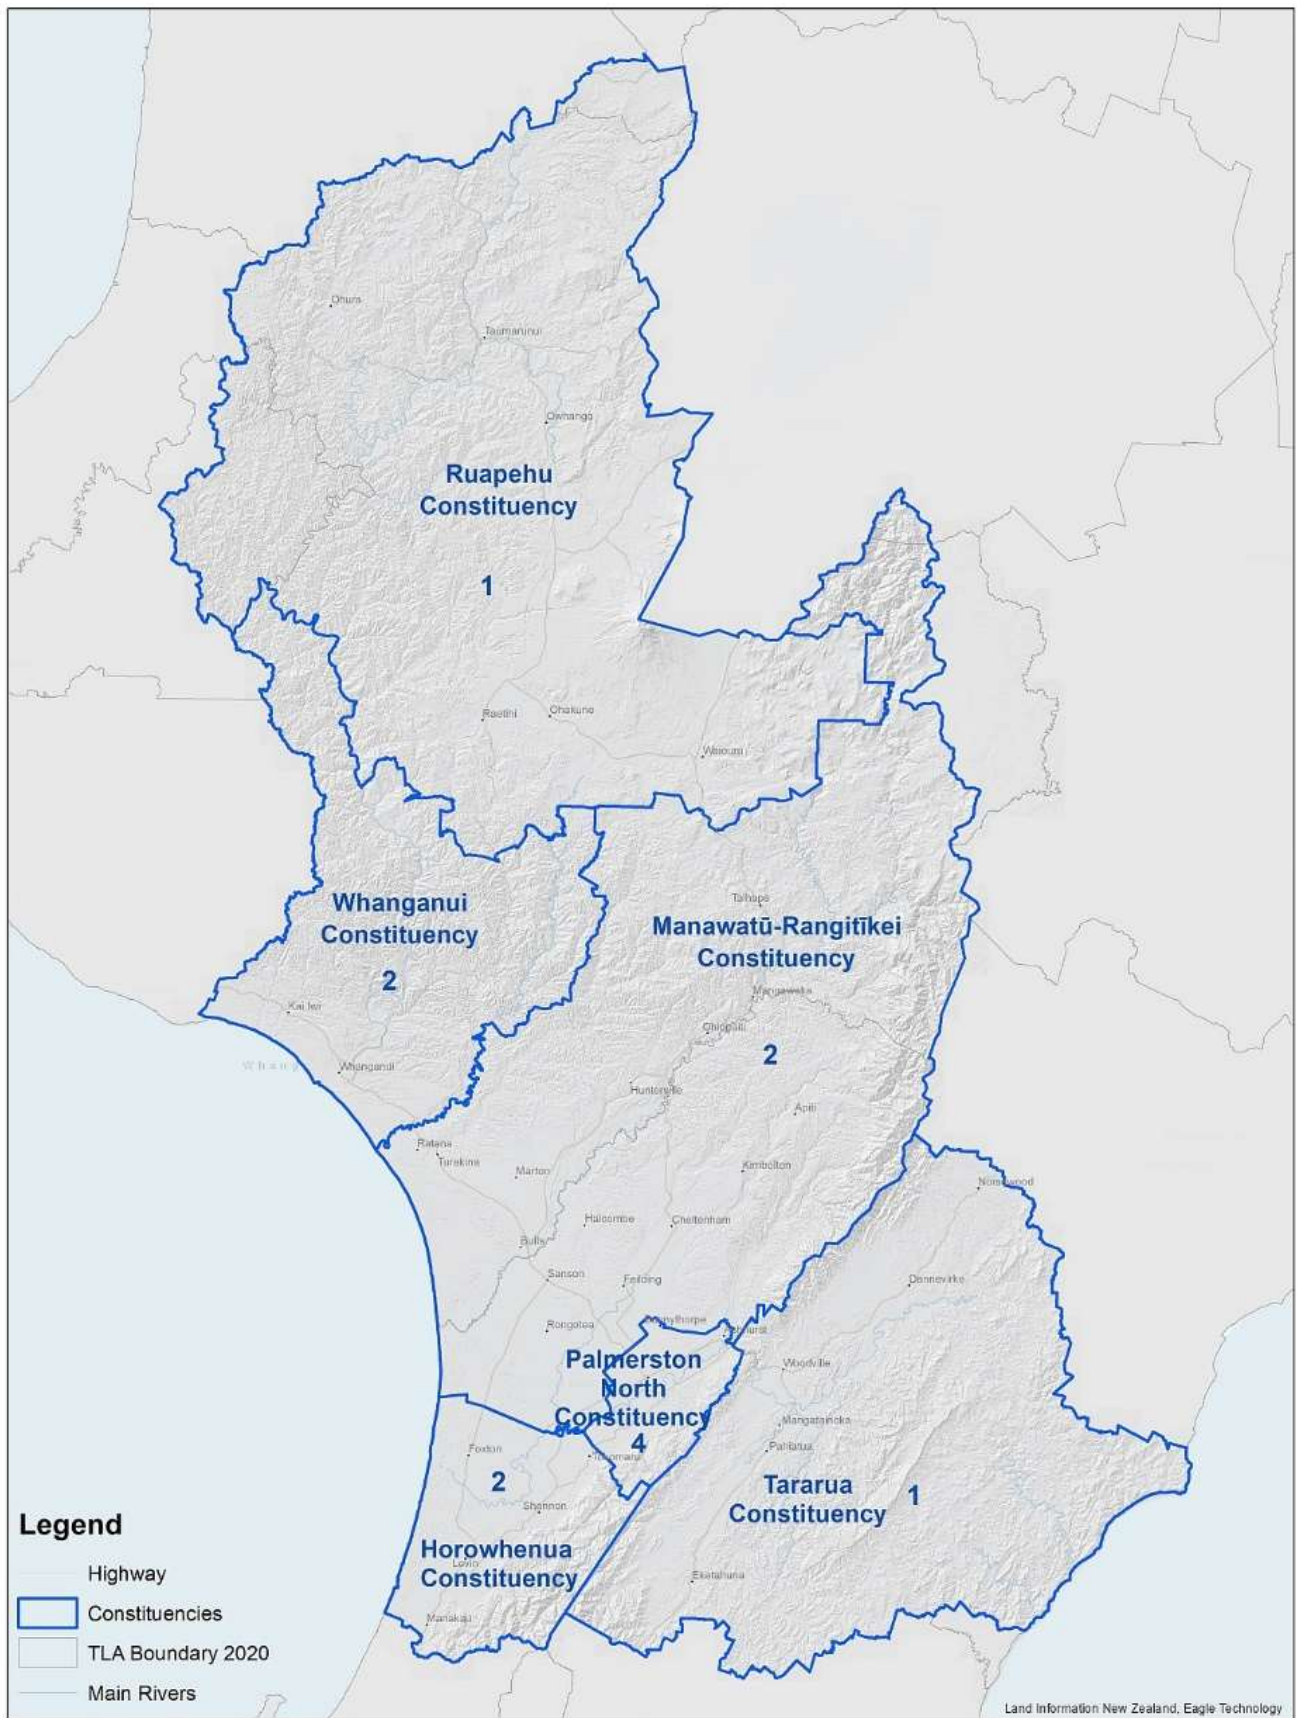 Ohura
Taumarunui
Owhango
Ruapehu
Constituency
1
Raetihi
Ohakune
Waiouru
Whanganui
Constituency
2
Taihape
Manawatū-Rangitīkei
Constituency
Mangaweka
Ohingaiti
2
Kai Iwi
Whanganui
Hunterville
Apiti
Ratana
Turakina
Marton
Kimbolton
Norsewood
Halcombe
Cheltenham
Bulls
Sanson
Feilding
Dannevirke
Rongotea
Bunnythorpe
Ashhurst
Palmerston
North
Constituency
4
Woodville
Mangatainoka
Pahiatua
Foxton
Tokomaru
2
Shannon
Tararua
Constituency
1
Horowhenua
Constituency
Levin
Eketahuna
Manakau
Legend
Highway
Constituencies
TLA Boundary 2020
Main Rivers
Land Information New Zealand, Eagle Technology